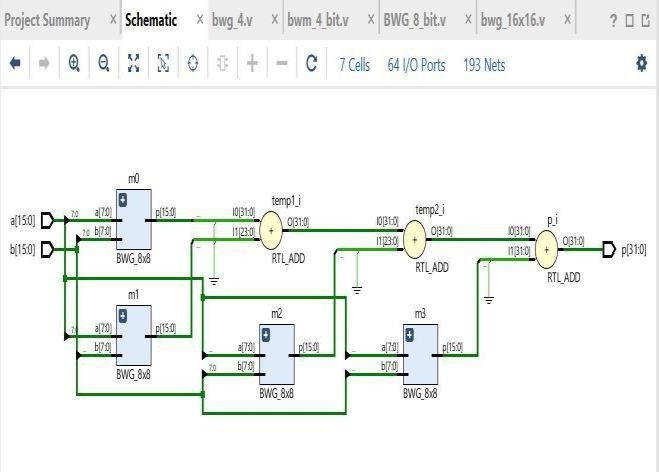 Project Summary × Schematic × bwg_4.v × bwm_4_bit.v × BWG_8_bit.v × bwg_16x16.v × ?
7 Cells 64 I/O Ports 193 Nets
m0
temp1_i
temp2_i
p_i
a[15:0] 7:0 a[7:0] p[15:0] I0[31:0] O[31:0] I0[31:0] O[31:0] I0[31:0] O[31:0] p[31:0]
b[15:0] 7:0 b[7:0] I1[23:0] I1[23:0] I1[31:0]
+ + +
BWG_8x8 RTL_ADD RTL_ADD RTL_ADD
m1
m2
m3
7:0 a[7:0] p[15:0]
b[7:0]
a[7:0] p[15:0] a[7:0] p[15:0]
7:0 b[7:0] b[7:0]
BWG_8x8 BWG_8x8 BWG_8x8